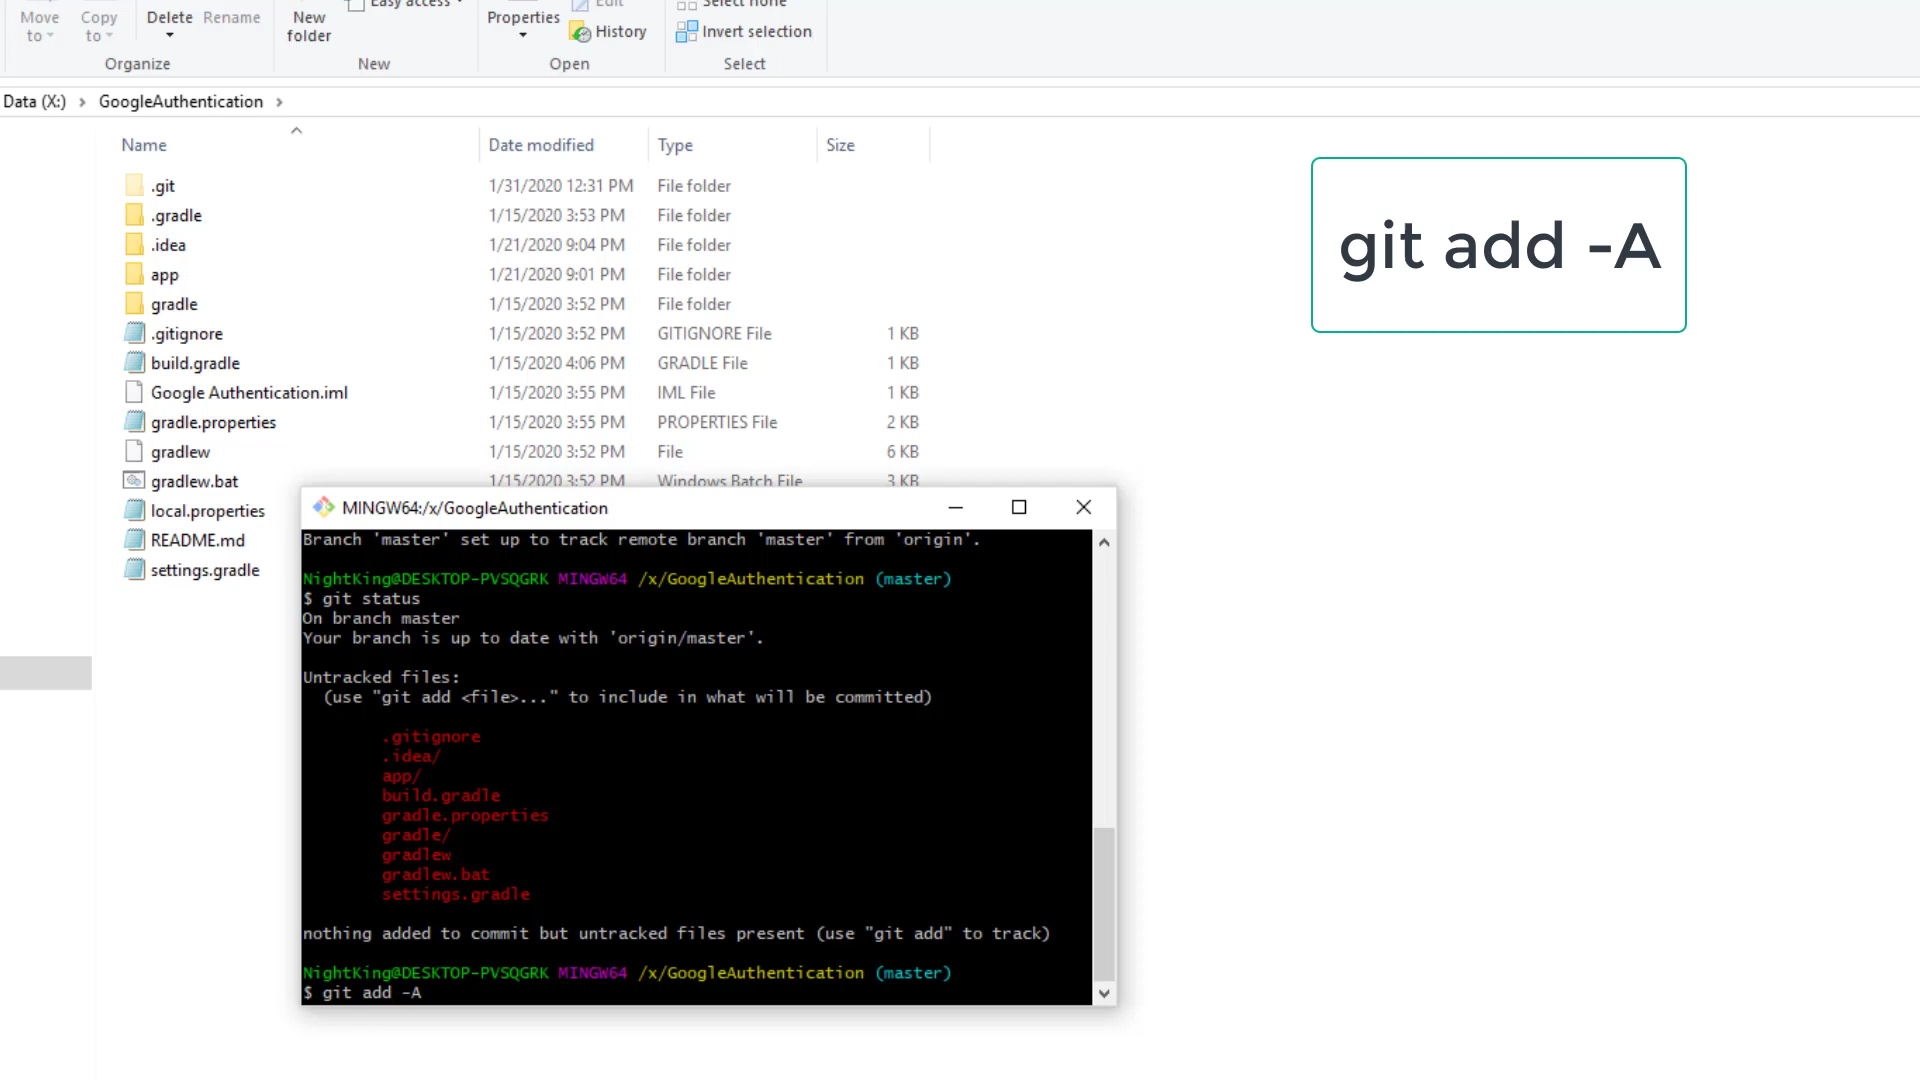 Move
to
Copy
to
Delete
Rename
Organize
New
folder
Easy access
New
Properties
Edit
History
Open
Select none
Invert selection
Select
Data (X:) > GoogleAuthentication >
Name Date modified Type Size
.git 1/31/2020 12:31 PM File folder
.gradle 1/15/2020 3:53 PM File folder
.idea 1/21/2020 9:04 PM File folder
app 1/21/2020 9:01 PM File folder
gradle 1/15/2020 3:52 PM File folder
.gitignore 1/15/2020 3:52 PM GITIGNORE File 1 KB
build.gradle 1/15/2020 4:06 PM GRADLE File 1 KB
Google Authentication.iml 1/15/2020 3:55 PM IML File 1 KB
gradle.properties 1/15/2020 3:55 PM PROPERTIES File 2 KB
gradlew 1/15/2020 3:52 PM File 6 KB
gradlew.bat 1/15/2020 3:52 PM Windows Batch File 3 KB
local.properties
README.md
settings.gradle
git add -A
MINGW64:/x/GoogleAuthentication
Branch 'master' set up to track remote branch 'master' from 'origin'.
NightKing@DESKTOP-PVSQGRK MINGW64 /x/GoogleAuthentication (master)
$ git status
On branch master
Your branch is up to date with 'origin/master'.
Untracked files:
(use "git add <file>..." to include in what will be committed)
.gitignore
.idea/
app/
build.gradle
gradle.properties
gradle/
gradlew
gradlew.bat
settings.gradle
nothing added to commit but untracked files present (use "git add" to track)
NightKing@DESKTOP-PVSQGRK MINGW64 /x/GoogleAuthentication (master)
$ git add -A